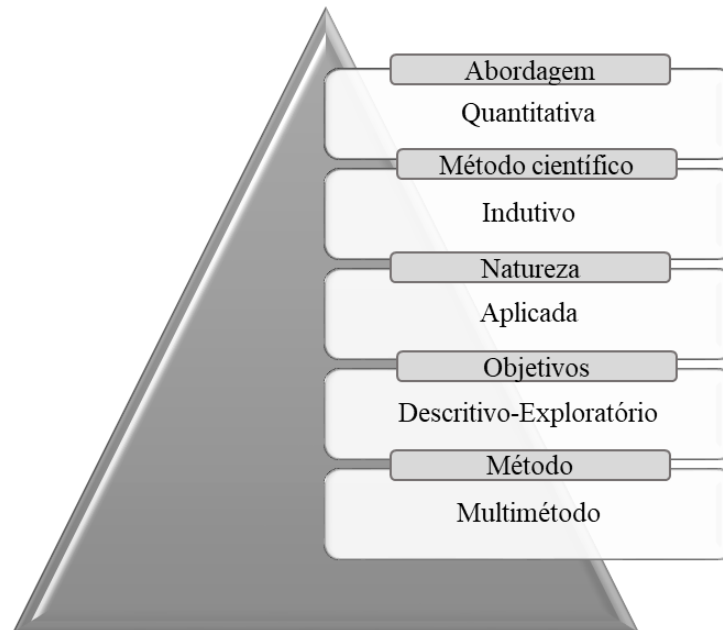 Abordagem
Quantitativa
Método científico
Indutivo
Natureza
Aplicada
Objetivos
Descritivo-Exploratório
Método
Multimétodo